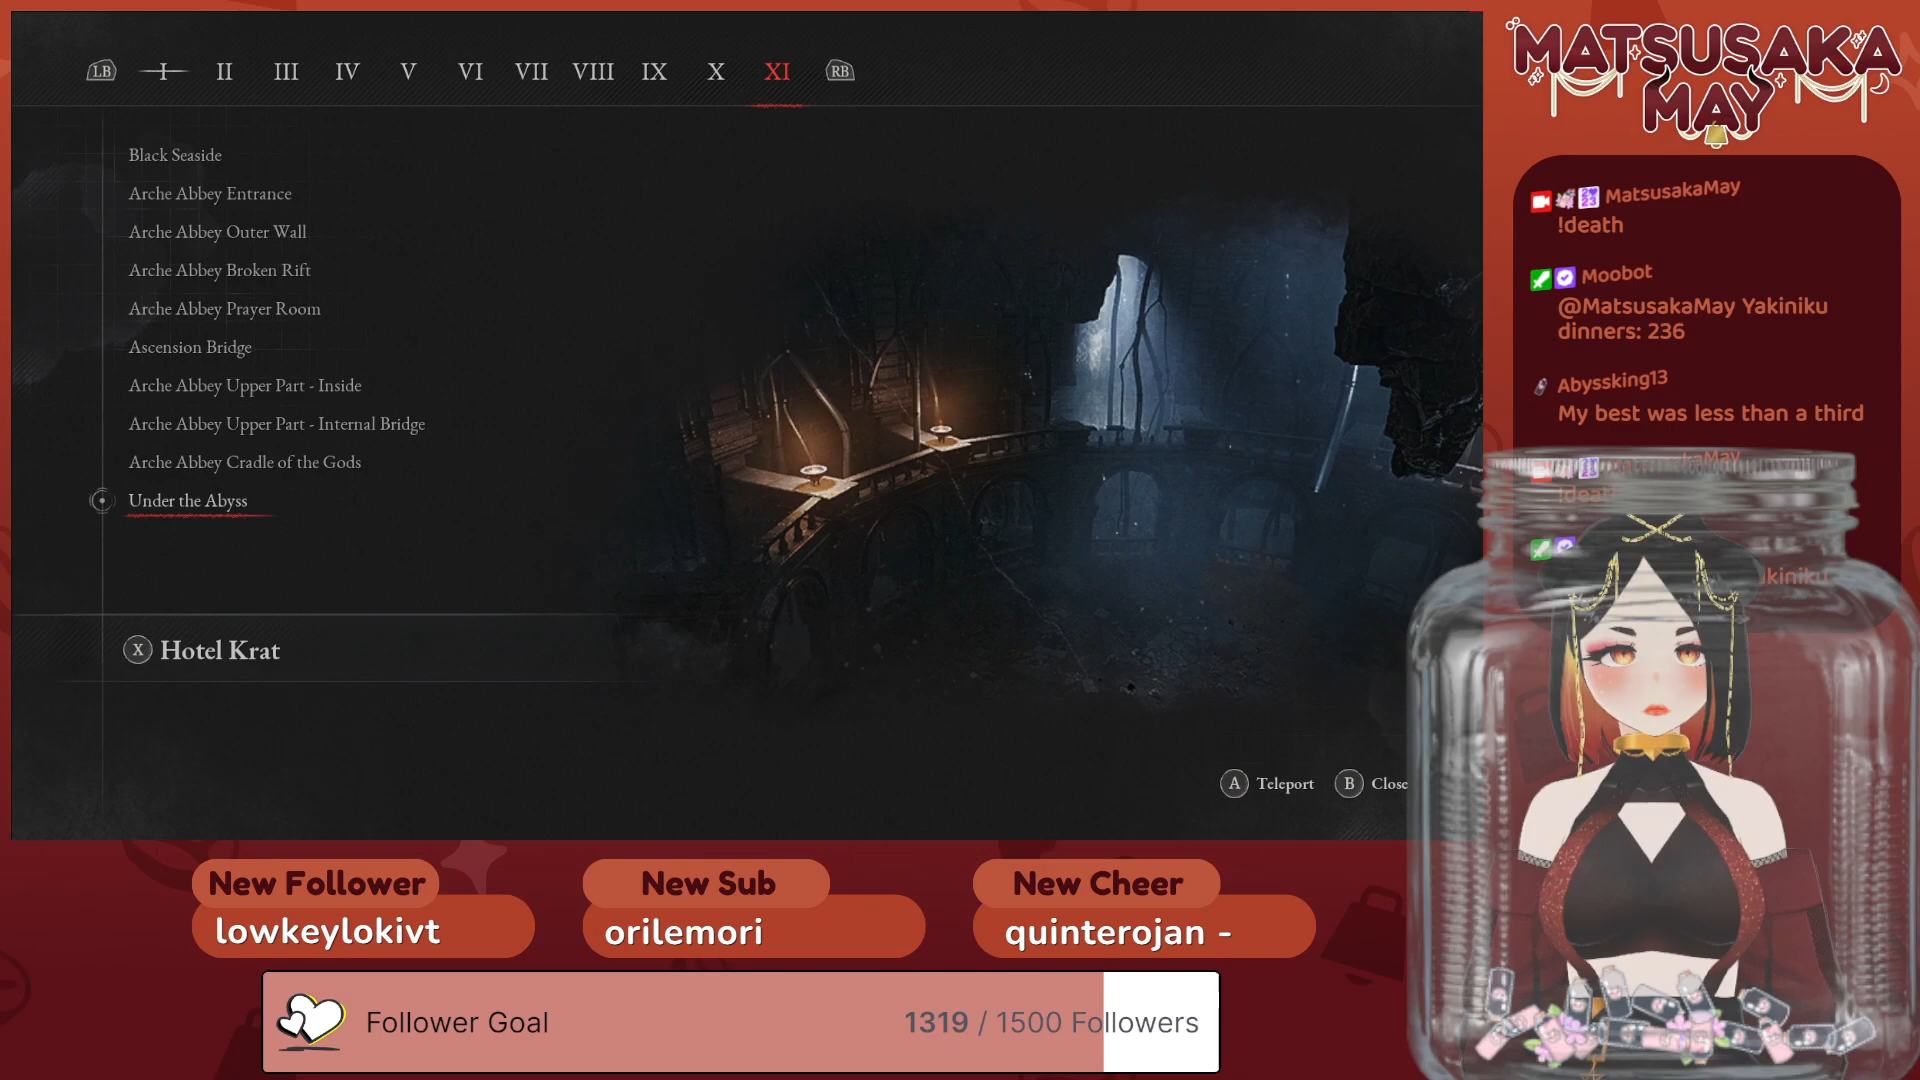 LB I II III IV V VI VII VIII IX X XI RB
Black Seaside
Arche Abbey Entrance
Arche Abbey Outer Wall
Arche Abbey Broken Rift
Arche Abbey Prayer Room
Ascension Bridge
Arche Abbey Upper Part - Inside
Arche Abbey Upper Part - Internal Bridge
Arche Abbey Cradle of the Gods
Under the Abyss
X Hotel Krat
A Teleport B Close
MATSUSAKA
MAY
MatsusakaMay
!death
Moobot
@MatsusakaMay Yakiniku
dinners: 236
Abyssking13
My best was less than a third
New Follower
lowkeylokivt
New Sub
orilemori
New Cheer
quinterojan -
Follower Goal
1319 / 1500 Followers